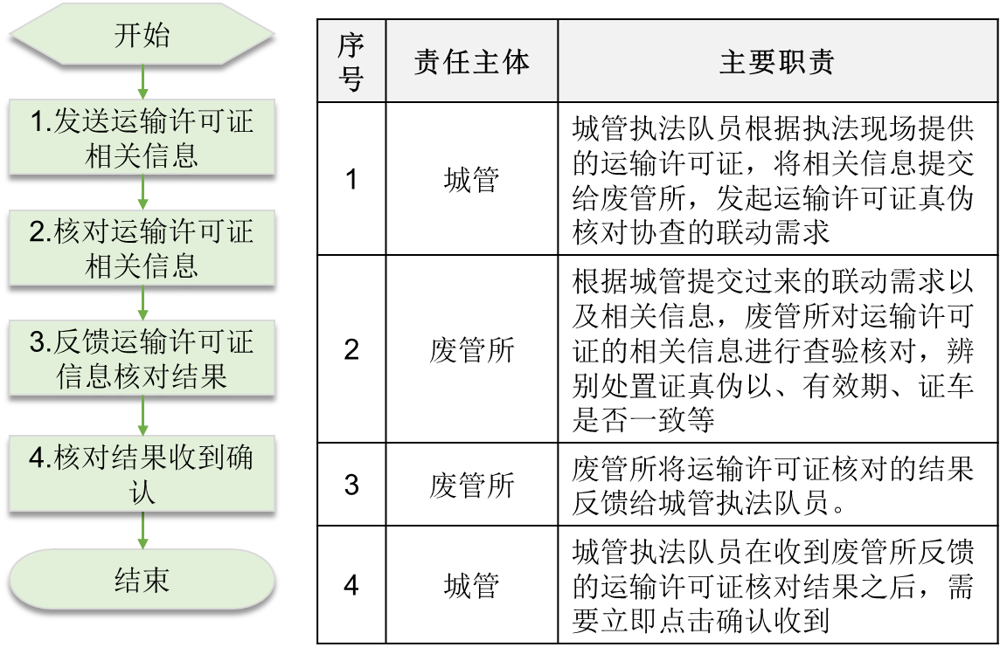 开始
1.发送运输许可证
相关信息
2.核对运输许可证
相关信息
3.反馈运输许可证
信息核对结果
4.核对结果收到确
认
结束
序
号
责任主体
主要职责
1
城管
城管执法队员根据执法现场提供
的运输许可证，将相关信息提交
给废管所，发起运输许可证真伪
核对协查的联动需求
2
废管所
根据城管提交过来的联动需求以
及相关信息，废管所对运输许可
证的相关信息进行查验核对，辨
别处置证真伪以、有效期、证车
是否一致等
3
废管所
废管所将运输许可证核对的结果
反馈给城管执法队员。
4
城管
城管执法队员在收到废管所反馈
的运输许可证核对结果之后，需
要立即点击确认收到